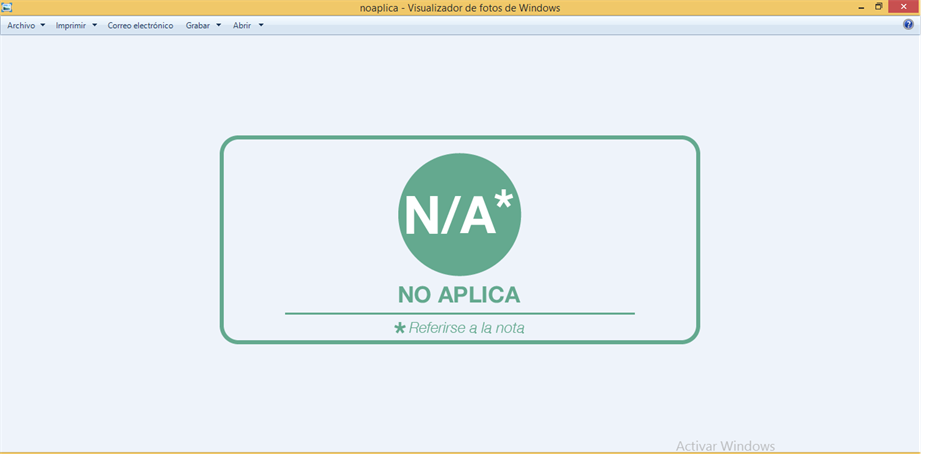 noaplica - Visualizador de fotos de Windows
Archivo Imprimir Correo electrónico Grabar Abrir
N/A*
NO APLICA
* Referirse a la nota
Activar Windows